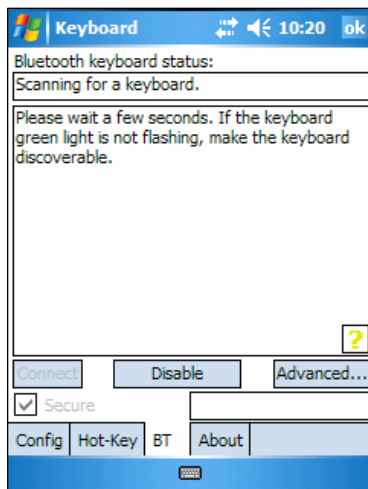 Keyboard 10:20 ok
Bluetooth keyboard status:
Scanning for a keyboard.
Please wait a few seconds. If the keyboard
green light is not flashing, make the keyboard
discoverable.
?
Connect Disable Advanced...
Secure
Config Hot-Key BT About